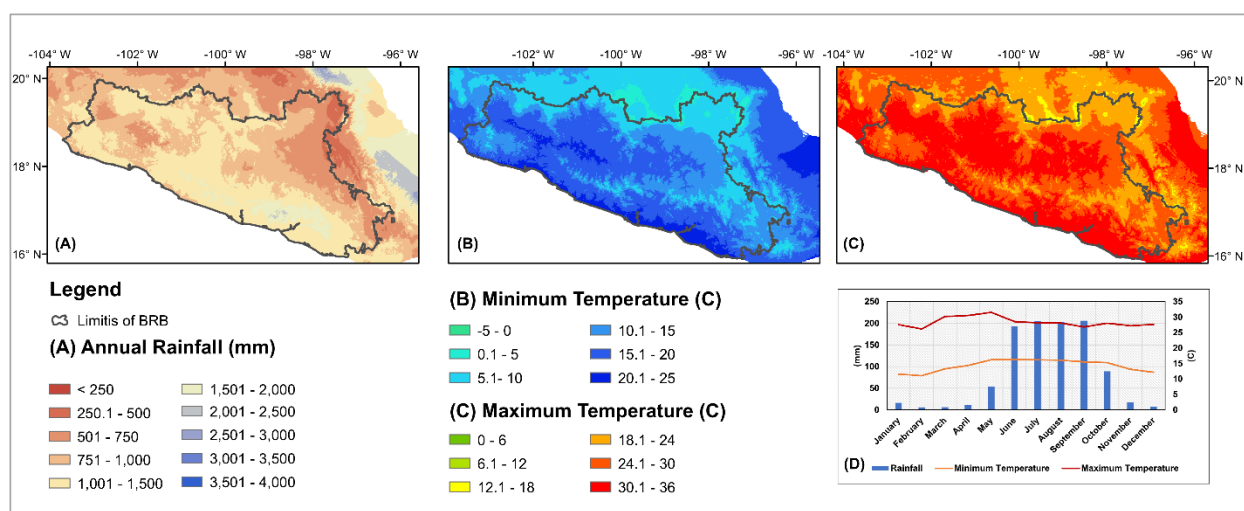 -104° W -102° W -100° W -98° W -96° W
-102° W -100° W -98° W -96° W
-102° W -100° W -98° W -96° W
20° N
18° N
16° N
(A)
(B)
20° N
18° N
16° N
(C)
Legend
Limitis of BRB
(A) Annual Rainfall (mm)
< 250
250.1 - 500
501 - 750
751 - 1,000
1,001 - 1,500
1,501 - 2,000
2,001 - 2,500
2,501 - 3,000
3,001 - 3,500
3,501 - 4,000
(B) Minimum Temperature (C)
-5 - 0
0.1 - 5
5.1 - 10
10.1 - 15
15.1 - 20
20.1 - 25
(C) Maximum Temperature (C)
0 - 6
6.1 - 12
12.1 - 18
18.1 - 24
24.1 - 30
30.1 - 36
250
200
150
100
50
0
(mm)
35
30
25
20
15
10
5
0
(C)
January
February
March
April
May
June
July
August
September
October
November
December
(D)
Rainfall Minimum Temperature Maximum Temperature